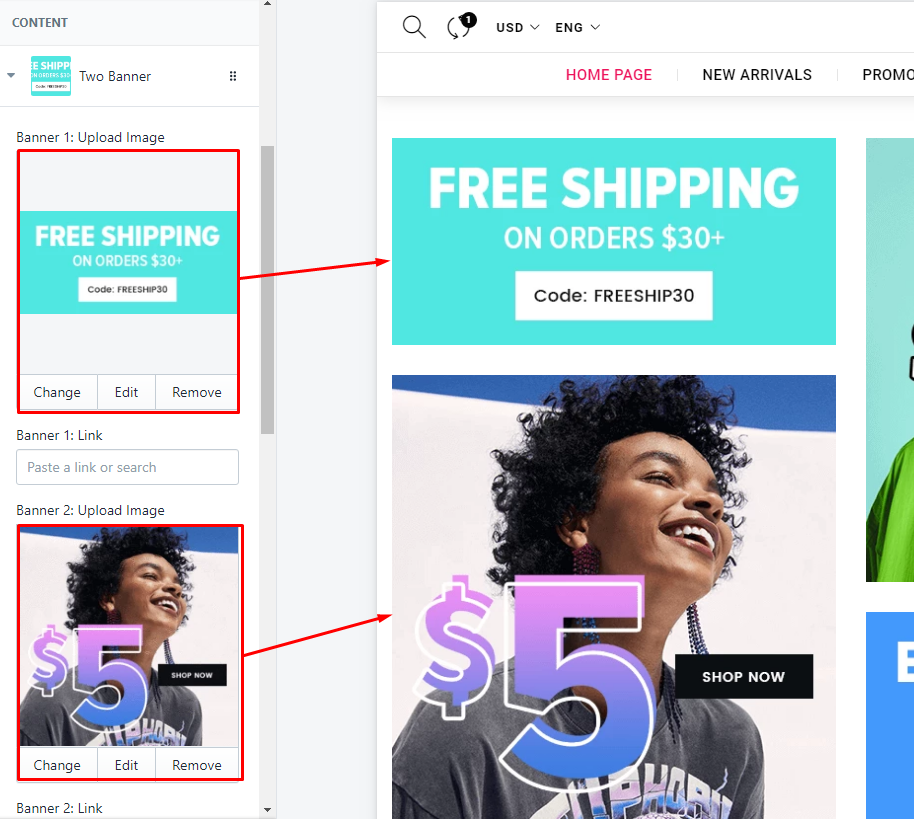 CONTENT
Two Banner
Banner 1: Upload Image
FREE SHIPPING
ON ORDERS $30+
Code: FREESHIP30
Change Edit Remove
Banner 1: Link
Paste a link or search
Banner 2: Upload Image
$5
SHOP NOW
Change Edit Remove
Banner 2: Link
1
USD ENG
HOME PAGE NEW ARRIVALS PROMO
FREE SHIPPING
ON ORDERS $30+
Code: FREESHIP30
$5
SHOP NOW